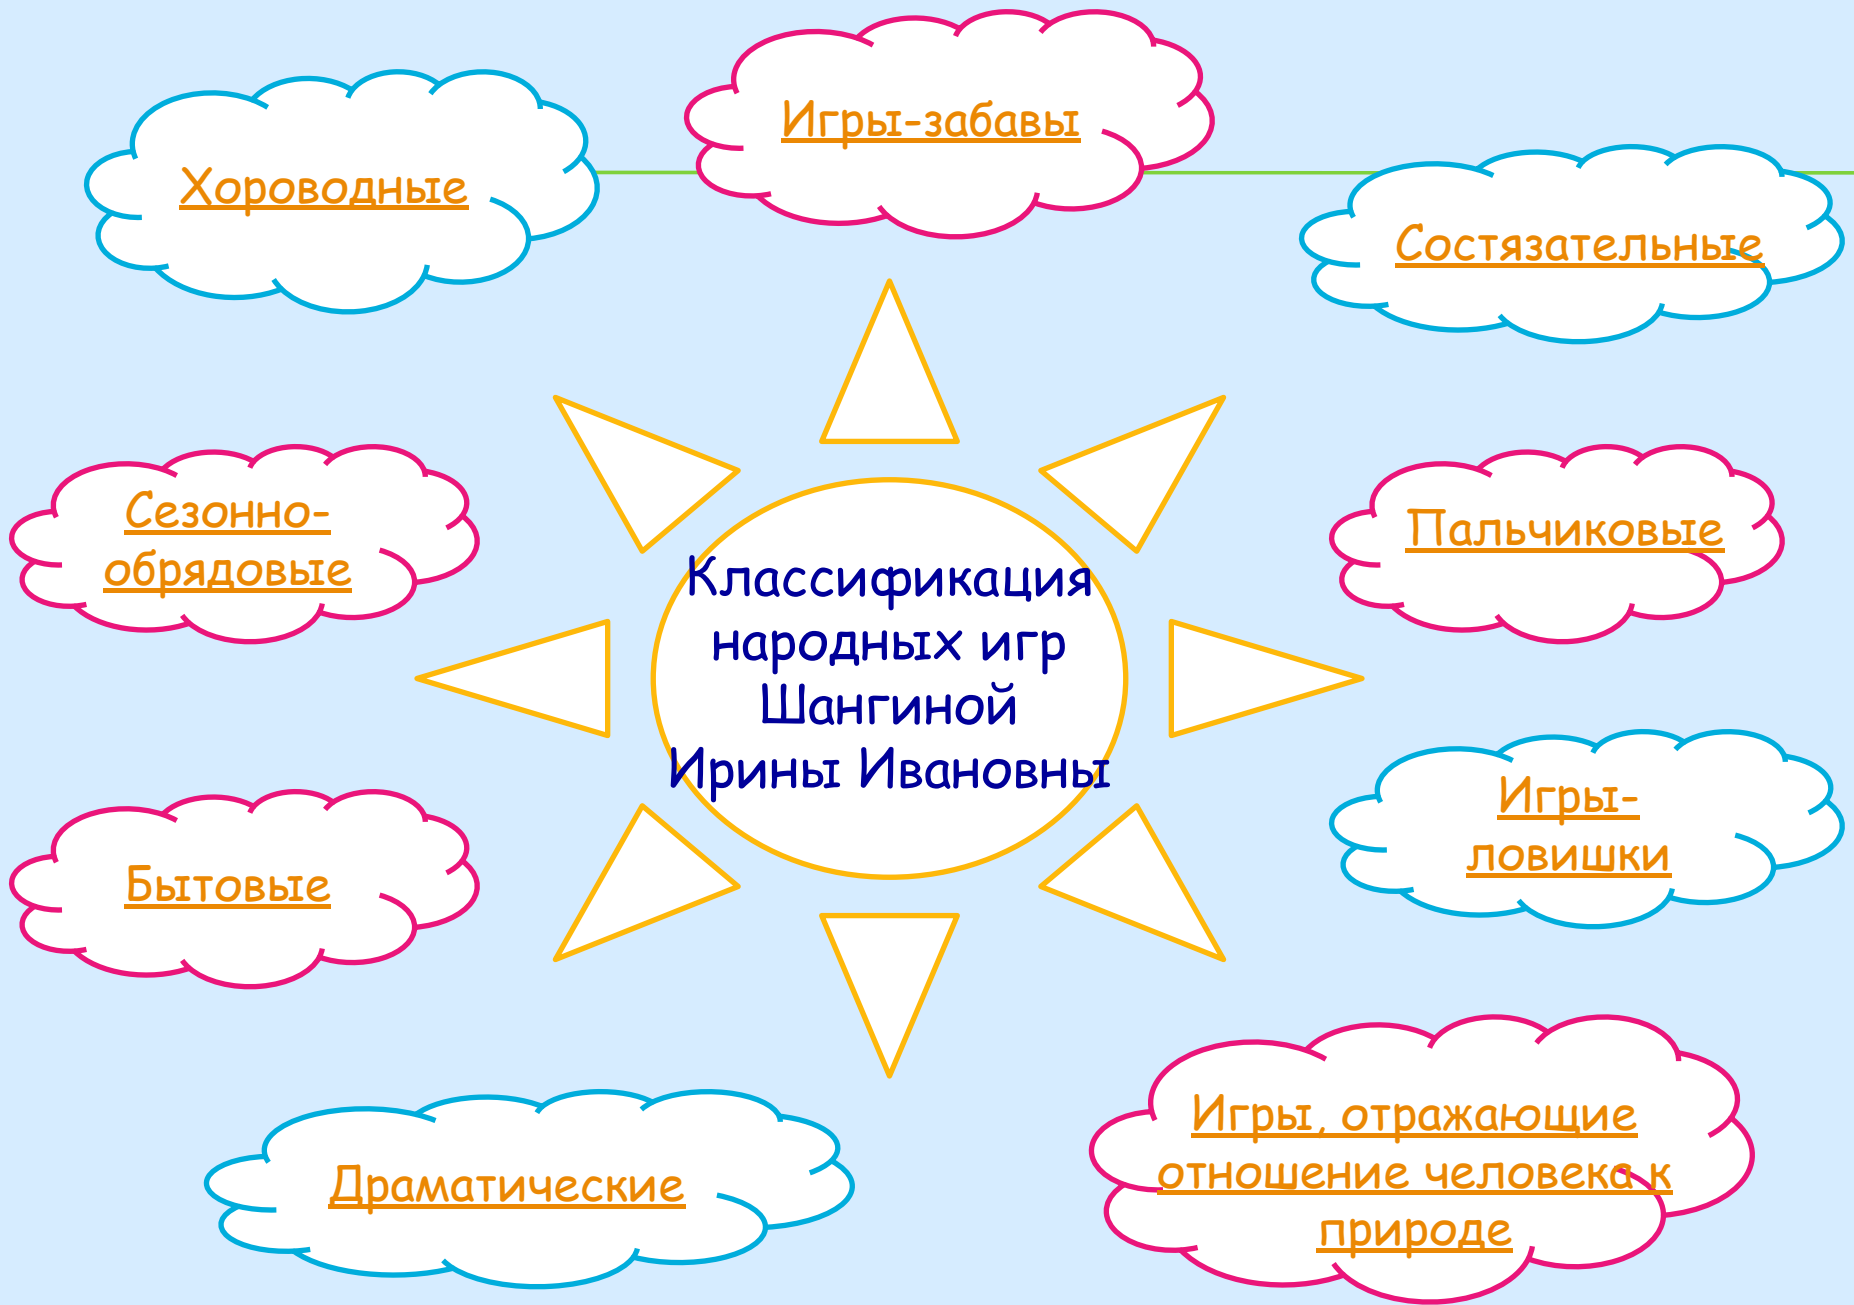 Игры-забавы
Хороводные
Состязательные
Сезонно-
обрядовые
Пальчиковые
Классификация
народных игр
Шангиной
Ирины Ивановны
Игры-
ловишки
Бытовые
Игры, отражающие
отношение человека к
природе
Драматические